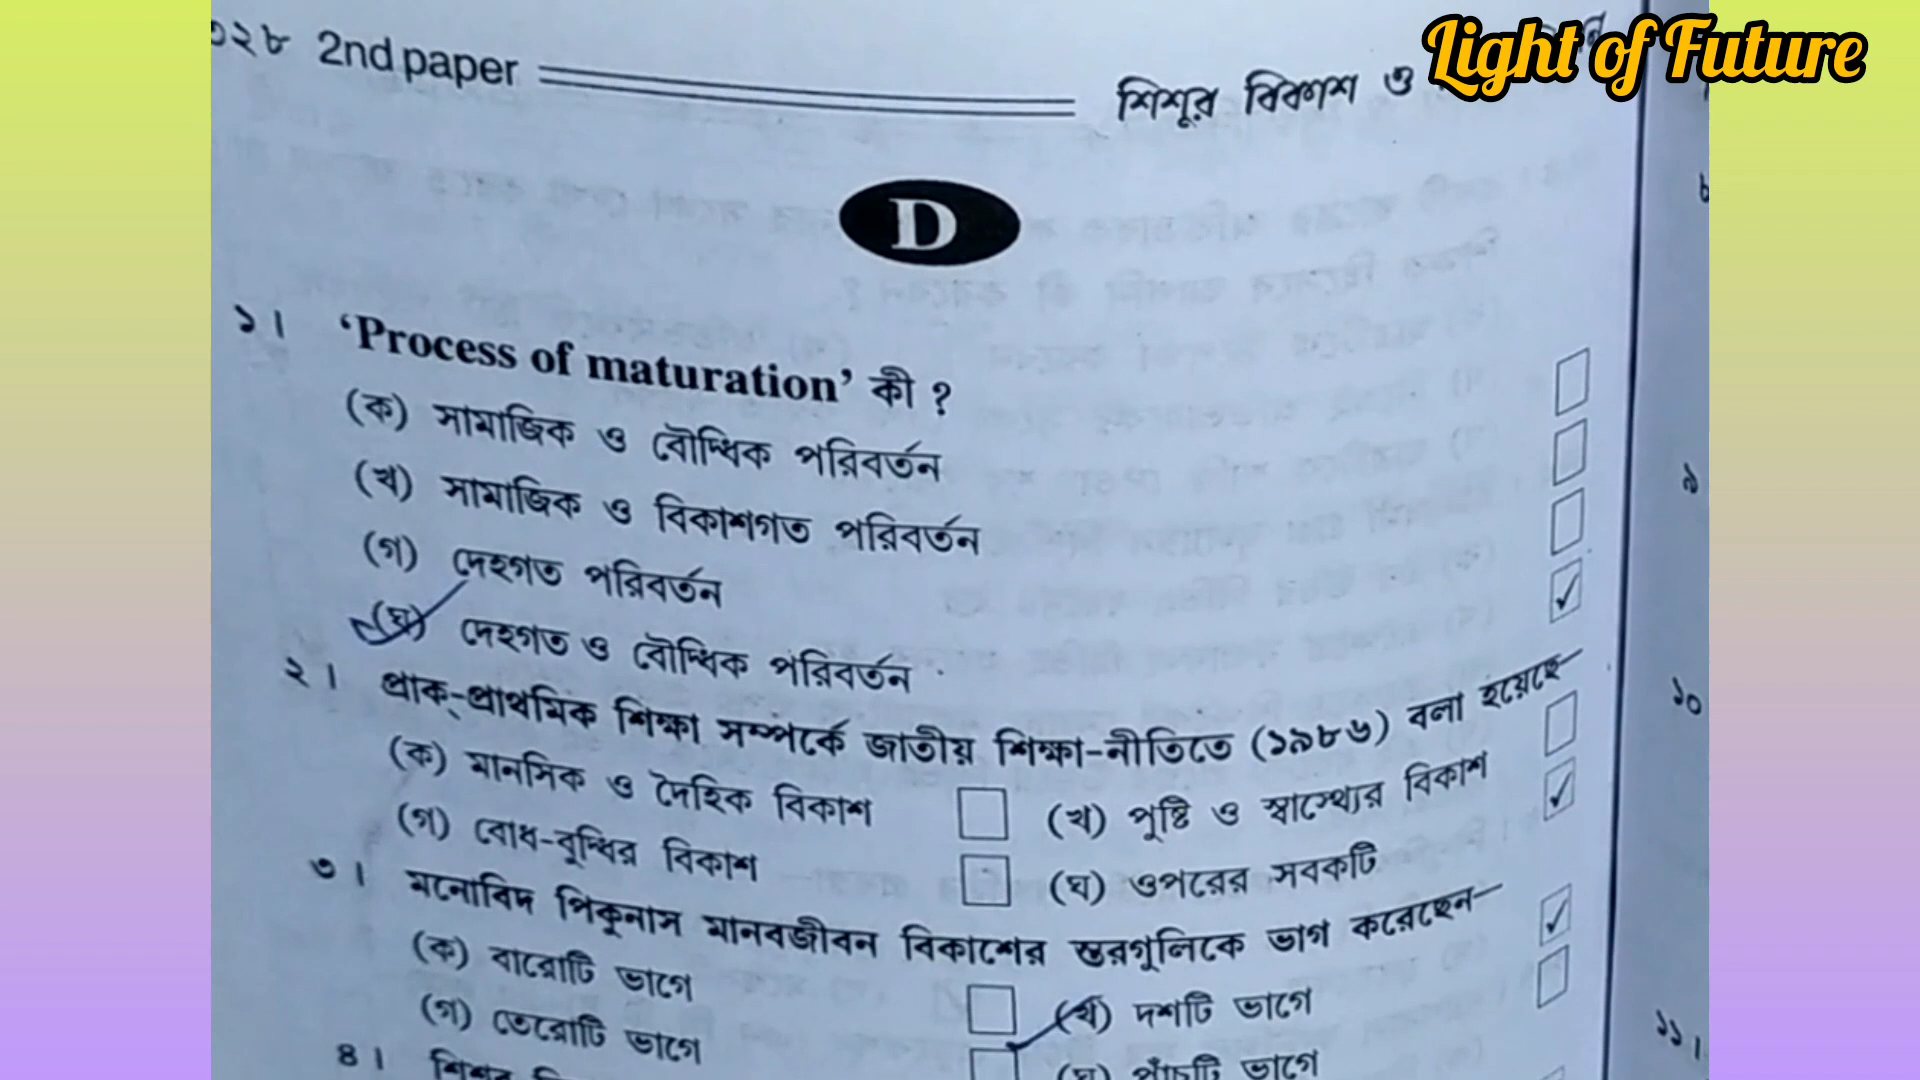 Light of Future
০২৮ 2nd paper
শিশুর বিকাশ ও
D
১। ‘Process of maturation’ কী ?
(ক) সামাজিক ও বৌদ্ধিক পরিবর্তন
(খ) সামাজিক ও বিকাশগত পরিবর্তন
(গ) দেহগত পরিবর্তন
(ঘ) দেহগত ও বৌদ্ধিক পরিবর্তন
২। প্রাক্-প্রাথমিক শিক্ষা সম্পর্কে জাতীয় শিক্ষা-নীতিতে (১৯৮৬) বলা হয়েছে—
(ক) মানসিক ও দৈহিক বিকাশ (খ) পুষ্টি ও স্বাস্থ্যের বিকাশ
(গ) বোধ-বুদ্ধির বিকাশ (ঘ) ওপরের সবকটি
৩। মনোবিদ পিকুনাস মানবজীবন বিকাশের স্তরগুলিকে ভাগ করেছেন—
(ক) বারোটি ভাগে (খ) দশটি ভাগে
(গ) তেরোটি ভাগে (ঘ) পাঁচটি ভাগে
৪। শিশুর
৯
১০
১১।